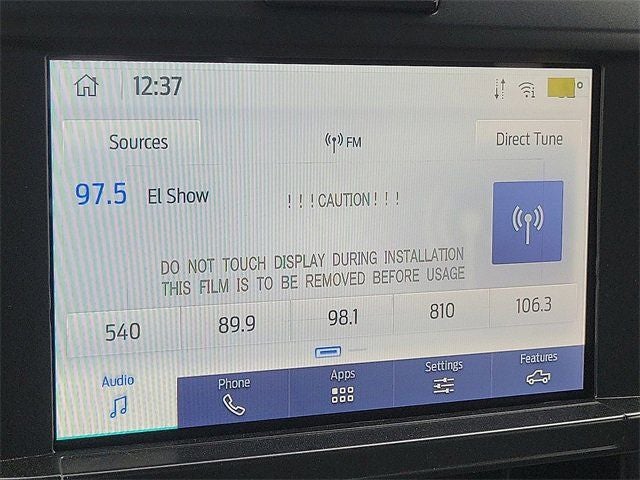 12:37
Sources
FM
Direct Tune
97.5 El Show
!!!CAUTION!!!
DO NOT TOUCH DISPLAY DURING INSTALLATION
THIS FILM IS TO BE REMOVED BEFORE USAGE
540 89.9 98.1 810 106.3
Audio Phone Apps Settings Features